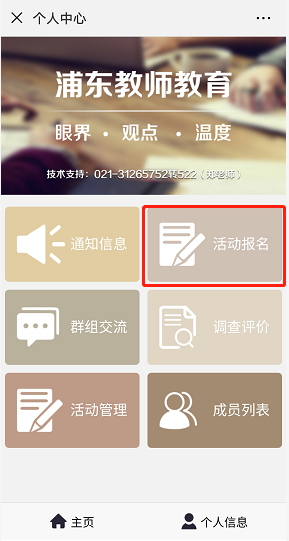 个人中心
浦东教师教育
眼界 • 观点 • 温度
技术支持：021-31265752转522（老师）
通知信息
活动报名
群组交流
调查评价
活动管理
成员列表
主页
个人信息